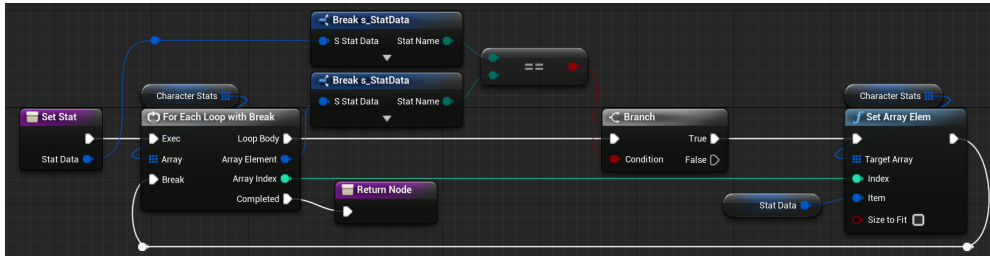 Break s_StatData
S Stat Data Stat Name
==
Break s_StatData
S Stat Data Stat Name
Character Stats
Character Stats
Set Stat
Stat Data
For Each Loop with Break
Exec Loop Body
Array Array Element
Break Array Index
Completed
Return Node
Branch
True
Condition False
Stat Data
Set Array Elem
Target Array
Index
Item
Size to Fit